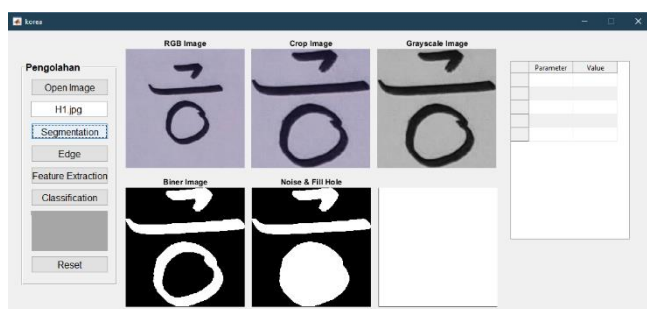 korea
Pengolahan
Open Image
H1.jpg
Segmentation
Edge
Feature Extraction
Classification
Reset
RGB Image
ㅎ
Crop Image
ㅎ
Grayscale Image
ㅎ
Biner Image
ㅎ
Noise & Fill Hole
ㅎ
Parameter Value